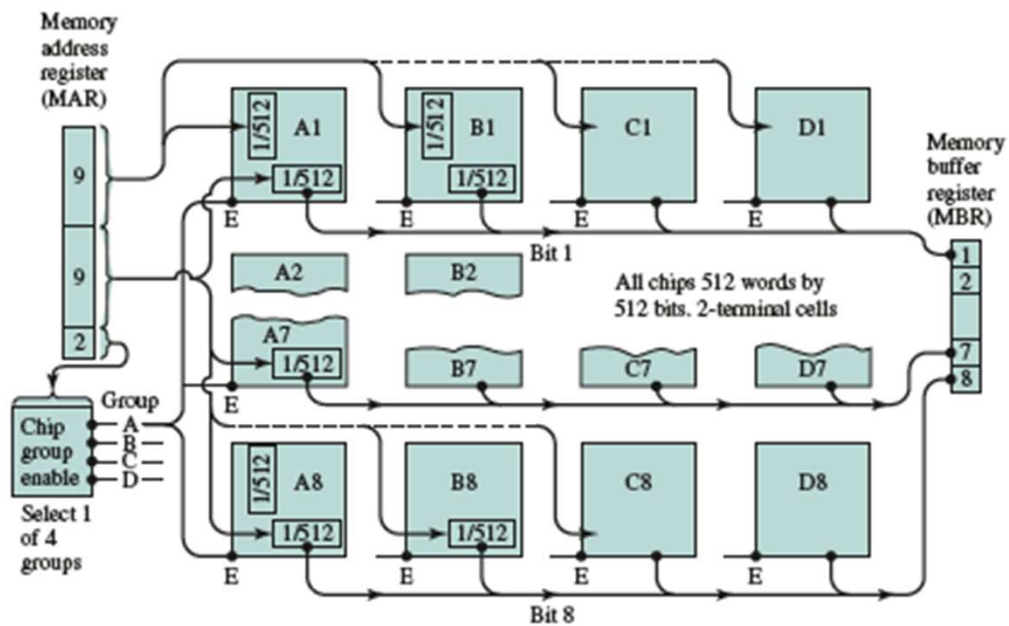 Memory
address
register
(MAR)
9
9
2
Chip
group
enable
Select 1
of 4
groups
Group
A
B
C
D
1/512
A1
1/512
E
1/512
B1
1/512
E
C1
E
D1
E
Bit 1
A2
B2
All chips 512 words by
512 bits. 2-terminal cells
A7
1/512
E
B7
C7
D7
1/512
A8
1/512
E
B8
1/512
E
C8
E
D8
E
Bit 8
Memory
buffer
register
(MBR)
1
2
7
8